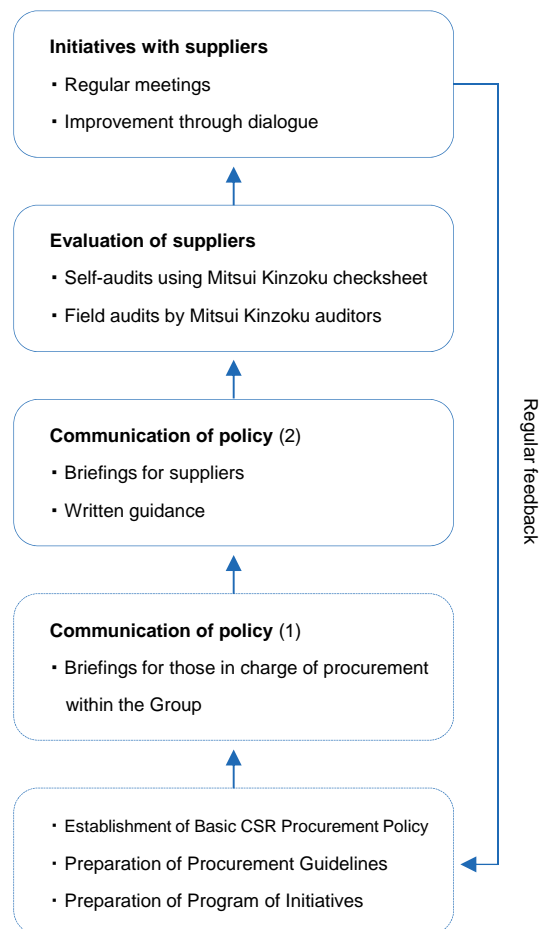 Initiatives with suppliers
・Regular meetings
・Improvement through dialogue
Evaluation of suppliers
・Self-audits using Mitsui Kinzoku checksheet
・Field audits by Mitsui Kinzoku auditors
Communication of policy (2)
・Briefings for suppliers
・Written guidance
Communication of policy (1)
・Briefings for those in charge of procurement
within the Group
・Establishment of Basic CSR Procurement Policy
・Preparation of Procurement Guidelines
・Preparation of Program of Initiatives
Regular feedback